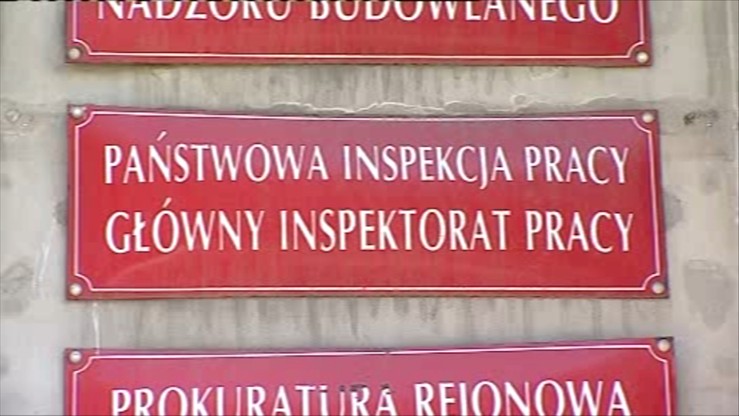 NADZORU BUDOWLANEGO
PAŃSTWOWA INSPEKCJA PRACY
GŁÓWNY INSPEKTORAT PRACY
PROKURATURA REJONOWA